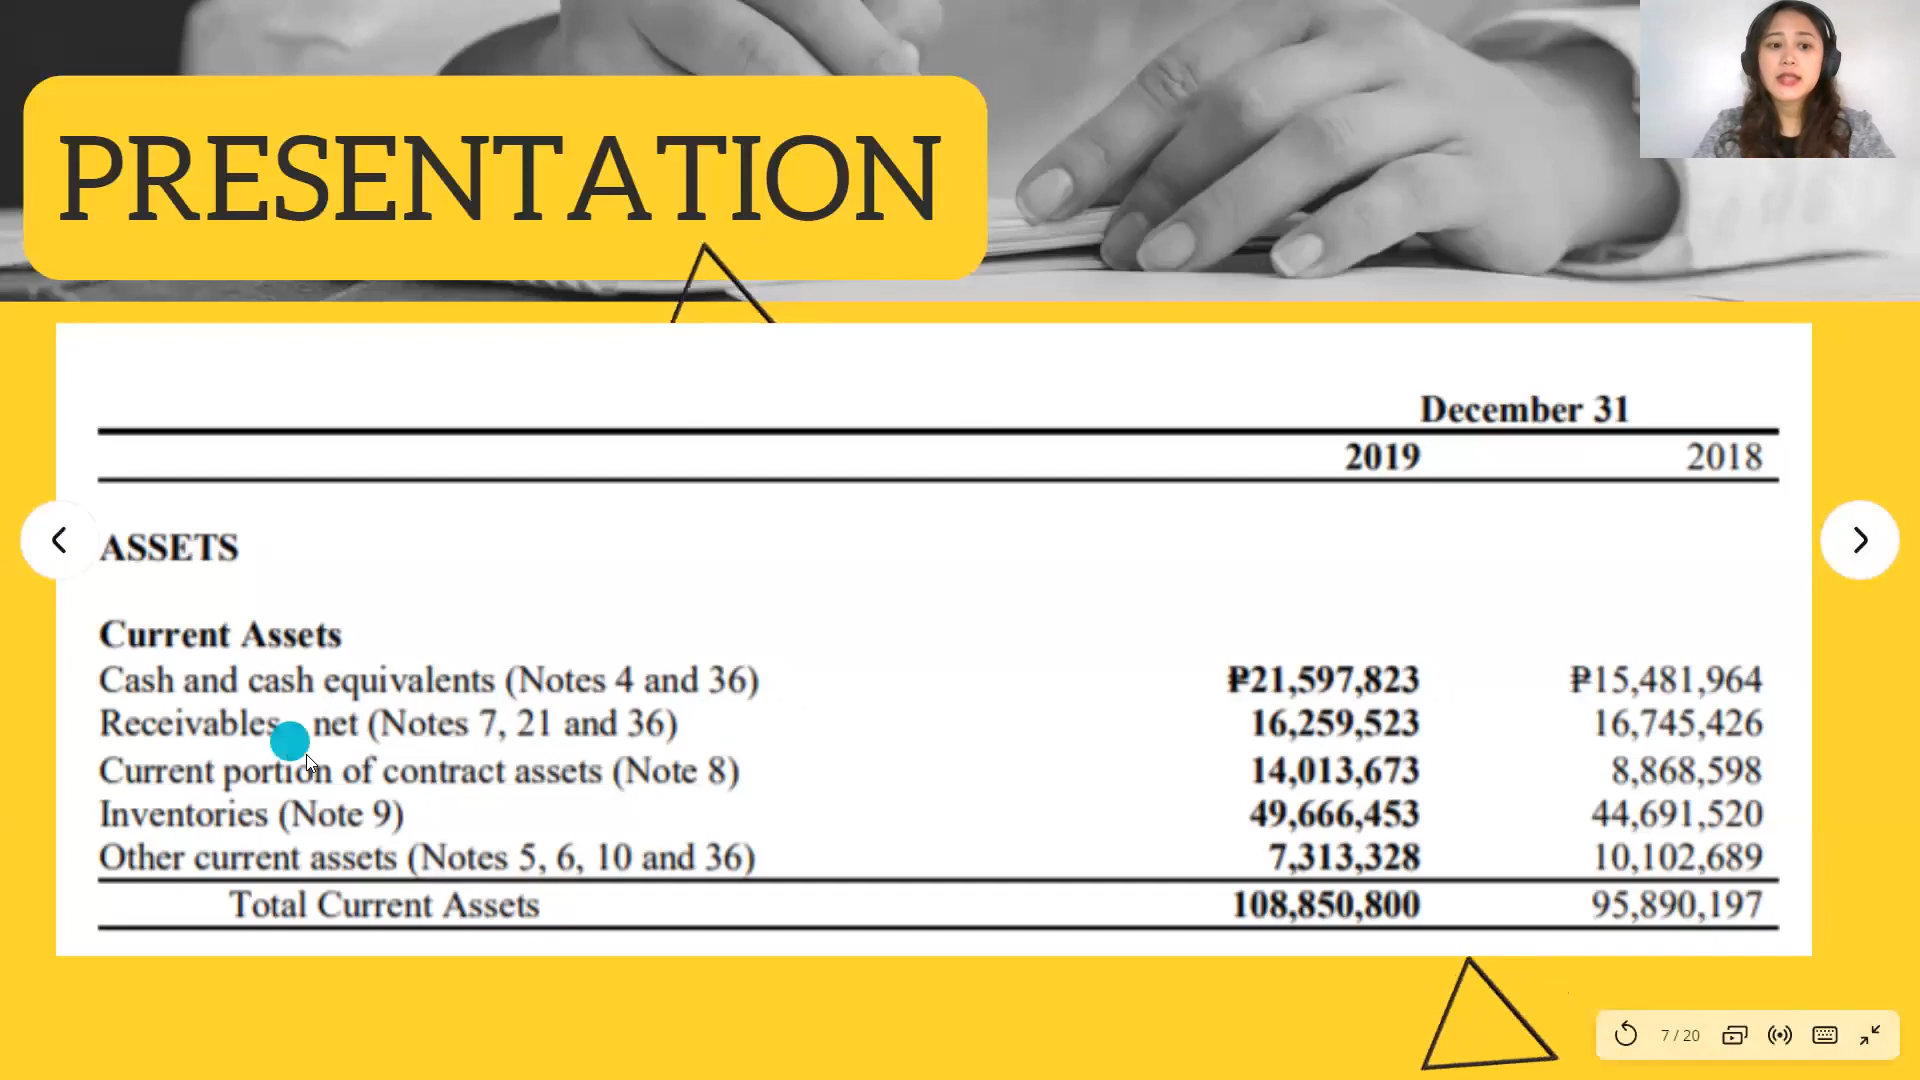 PRESENTATION
December 31
2019 2018
ASSETS
Current Assets
Cash and cash equivalents (Notes 4 and 36) ₱21,597,823 ₱15,481,964
Receivables net (Notes 7, 21 and 36) 16,259,523 16,745,426
Current portion of contract assets (Note 8) 14,013,673 8,868,598
Inventories (Note 9) 49,666,453 44,691,520
Other current assets (Notes 5, 6, 10 and 36) 7,313,328 10,102,689
Total Current Assets 108,850,800 95,890,197
7 / 20